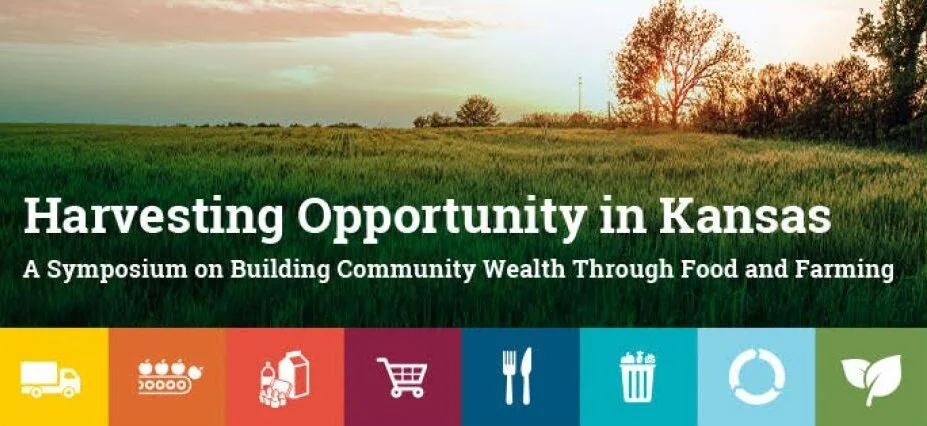 Harvesting Opportunity in Kansas
A Symposium on Building Community Wealth Through Food and Farming